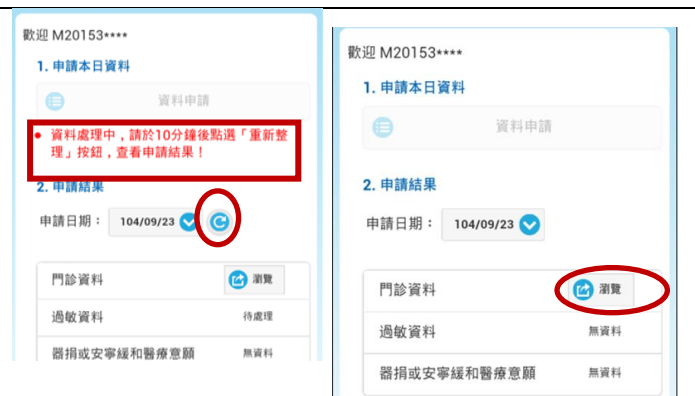 歡迎 M20153****
1. 申請本日資料
資料申請
資料處理中，請於10分鐘後點選「重新整
理」按鈕，查看申請結果！
2. 申請結果
申請日期： 104/09/23
門診資料 瀏覽
過敏資料 待處理
器捐或安寧緩和醫療意願 無資料
歡迎 M20153****
1. 申請本日資料
資料申請
2. 申請結果
申請日期： 104/09/23
門診資料 瀏覽
過敏資料 無資料
器捐或安寧緩和醫療意願 無資料